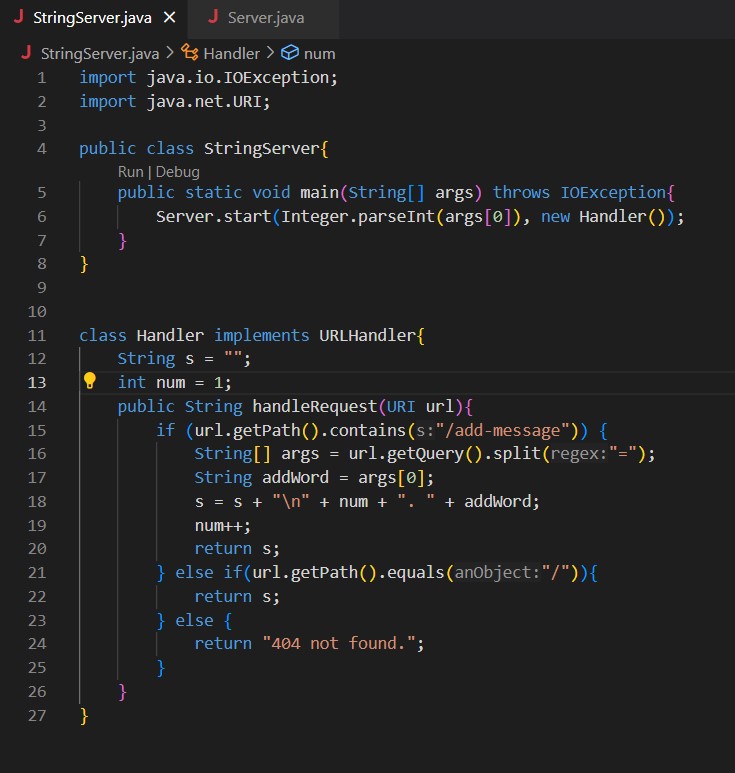 StringServer.java
Server.java
StringServer.java > Handler > num
1 import java.io.IOException;
2 import java.net.URI;
3
4 public class StringServer{
Run | Debug
5 public static void main(String[] args) throws IOException{
6 Server.start(Integer.parseInt(args[0]), new Handler());
7 }
8 }
9
10
11 class Handler implements URLHandler{
12 String s = "";
13 int num = 1;
14 public String handleRequest(URI url){
15 if (url.getPath().contains(s:"/add-message")) {
16 String[] args = url.getQuery().split(regex:"=");
17 String addWord = args[0];
18 s = s + "\n" + num + ". " + addWord;
19 num++;
20 return s;
21 } else if(url.getPath().equals(anObject:"/")){
22 return s;
23 } else {
24 return "404 not found.";
25 }
26 }
27 }